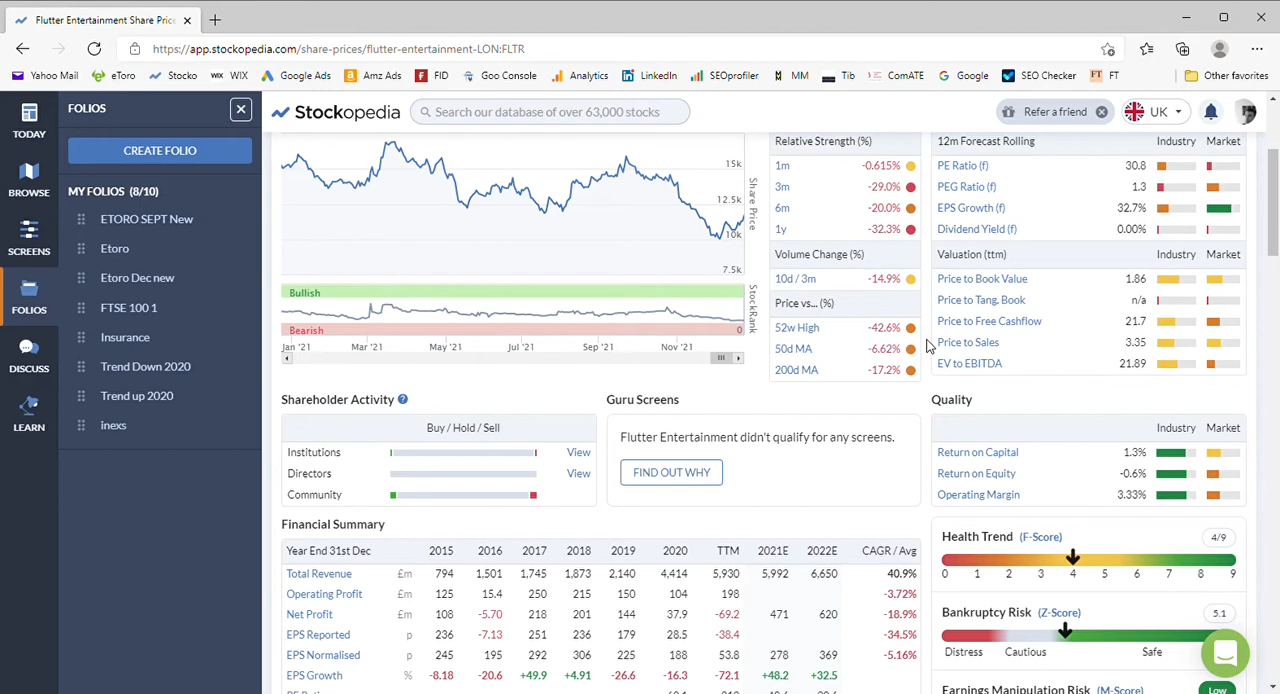 Flutter Entertainment Share Price
https://app.stockopedia.com/share-prices/flutter-entertainment-LON:FLTR
Yahoo Mail eToro Stocko WIX WIX Google Ads a Amz Ads F FID Goo Console Analytics LinkedIn SEOprofiler MM Tib ComATE G Google SEO Checker FT FT Other favorites
TODAY
BROWSE
SCREENS
FOLIOS
DISCUSS
LEARN
FOLIOS
CREATE FOLIO
MY FOLIOS (8/10)
ETORO SEPT New
Etoro
Etoro Dec new
FTSE 100 1
Insurance
Trend Down 2020
Trend up 2020
inexs
Stockopedia Search our database of over 63,000 stocks Refer a friend UK
15k
12.5k
10k
7.5k
Share Price
Bullish
Bearish 0
StockRank
Jan '21 Mar '21 May '21 Jul '21 Sep '21 Nov '21
Relative Strength (%)
1m -0.615%
3m -29.0%
6m -20.0%
1y -32.3%
Volume Change (%)
10d / 3m -14.9%
Price vs... (%)
52w High -42.6%
50d MA -6.62%
200d MA -17.2%
12m Forecast Rolling Industry Market
PE Ratio (f) 30.8
PEG Ratio (f) 1.3
EPS Growth (f) 32.7%
Dividend Yield (f) 0.00%
Valuation (ttm) Industry Market
Price to Book Value 1.86
Price to Tang. Book n/a
Price to Free Cashflow 21.7
Price to Sales 3.35
EV to EBITDA 21.89
Shareholder Activity ?
Buy / Hold / Sell
Institutions View
Directors View
Community
Guru Screens
Flutter Entertainment didn't qualify for any screens.
FIND OUT WHY
Quality
Industry Market
Return on Capital 1.3%
Return on Equity -0.6%
Operating Margin 3.33%
Financial Summary
Year End 31st Dec 2015 2016 2017 2018 2019 2020 TTM 2021E 2022E CAGR / Avg
Total Revenue £m 794 1,501 1,745 1,873 2,140 4,414 5,930 5,992 6,650 40.9%
Operating Profit £m 125 15.4 250 215 150 104 198 -3.72%
Net Profit £m 108 -5.70 218 201 144 37.9 -69.2 471 620 -18.9%
EPS Reported p 236 -7.13 251 236 179 28.5 -38.4 -34.5%
EPS Normalised p 245 195 292 306 225 188 53.8 278 369 -5.16%
EPS Growth % -8.18 -20.6 +49.9 +4.91 -26.6 -16.3 -72.1 +48.2 +32.5
Health Trend (F-Score) 4/9
0 1 2 3 4 5 6 7 8 9
Bankruptcy Risk (Z-Score) 5.1
Distress Cautious Safe
Earnings Manipulation Risk (M-Score) Low